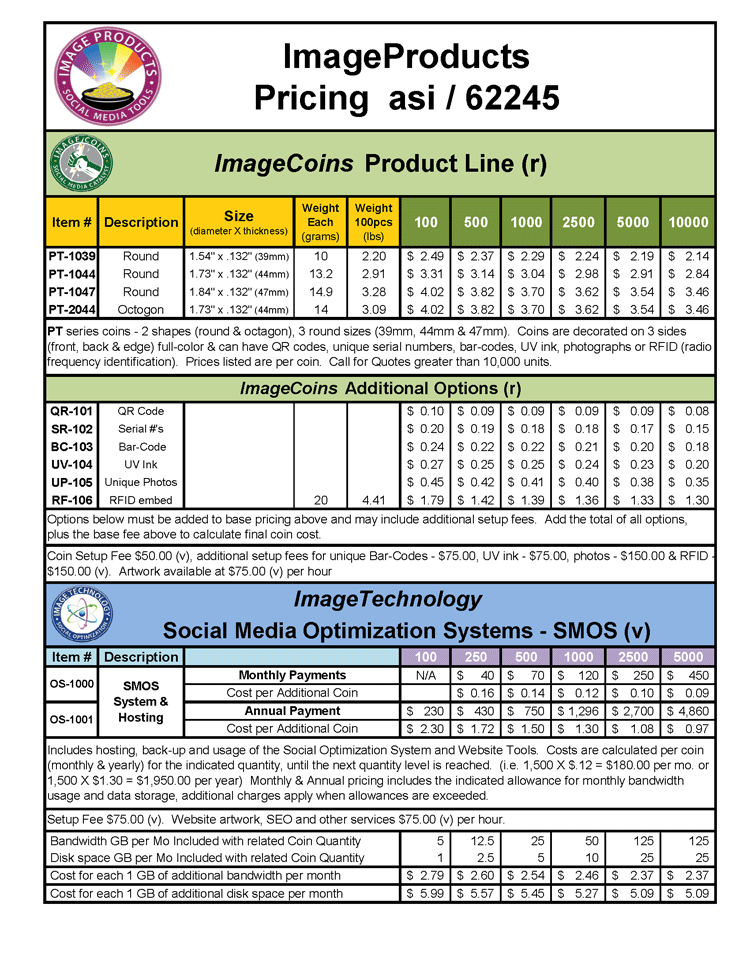 IMAGE PRODUCTS
SOCIAL MEDIA TOOLS
ImageProducts
Pricing asi / 62245
IMAGE/COINS
SOCIAL MEDIA CATALYST
ImageCoins Product Line (r)
Item # Description Size (diameter X thickness) Weight Each (grams) Weight 100pcs (lbs) 100 500 1000 2500 5000 10000
PT-1039 Round 1.54" x .132" (39mm) 10 2.20 $ 2.49 $ 2.37 $ 2.29 $ 2.24 $ 2.19 $ 2.14
PT-1044 Round 1.73" x .132" (44mm) 13.2 2.91 $ 3.31 $ 3.14 $ 3.04 $ 2.98 $ 2.91 $ 2.84
PT-1047 Round 1.84" x .132" (47mm) 14.9 3.28 $ 4.02 $ 3.82 $ 3.70 $ 3.62 $ 3.54 $ 3.46
PT-2044 Octogon 1.73" x .132" (44mm) 14 3.09 $ 4.02 $ 3.82 $ 3.70 $ 3.62 $ 3.54 $ 3.46
PT series coins - 2 shapes (round & octagon), 3 round sizes (39mm, 44mm & 47mm). Coins are decorated on 3 sides
(front, back & edge) full-color & can have QR codes, unique serial numbers, bar-codes, UV ink, photographs or RFID (radio
frequency identification). Prices listed are per coin. Call for Quotes greater than 10,000 units.
ImageCoins Additional Options (r)
QR-101 QR Code $ 0.10 $ 0.09 $ 0.09 $ 0.09 $ 0.09 $ 0.08
SR-102 Serial #'s $ 0.20 $ 0.19 $ 0.18 $ 0.18 $ 0.17 $ 0.15
BC-103 Bar-Code $ 0.24 $ 0.22 $ 0.22 $ 0.21 $ 0.20 $ 0.18
UV-104 UV Ink $ 0.27 $ 0.25 $ 0.25 $ 0.24 $ 0.23 $ 0.20
UP-105 Unique Photos $ 0.45 $ 0.42 $ 0.41 $ 0.40 $ 0.38 $ 0.35
RF-106 RFID embed 20 4.41 $ 1.79 $ 1.42 $ 1.39 $ 1.36 $ 1.33 $ 1.30
Options below must be added to base pricing above and may include additional setup fees. Add the total of all options,
plus the base fee above to calculate final coin cost.
Coin Setup Fee $50.00 (v), additional setup fees for unique Bar-Codes - $75.00, UV ink - $75.00, photos - $150.00 & RFID -
$150.00 (v). Artwork available at $75.00 (v) per hour
IMAGETECHNOLOGY
SOCIAL OPTIMIZATION
ImageTechnology
Social Media Optimization Systems - SMOS (v)
Item # Description 100 250 500 1000 2500 5000
OS-1000 SMOS System & Hosting Monthly Payments N/A $ 40 $ 70 $ 120 $ 250 $ 450
Cost per Additional Coin $ 0.16 $ 0.14 $ 0.12 $ 0.10 $ 0.09
OS-1001 Annual Payment $ 230 $ 430 $ 750 $ 1,296 $ 2,700 $ 4,860
Cost per Additional Coin $ 2.30 $ 1.72 $ 1.50 $ 1.30 $ 1.08 $ 0.97
Includes hosting, back-up and usage of the Social Optimization System and Website Tools. Costs are calculated per coin
(monthly & yearly) for the indicated quantity, until the next quantity level is reached. (i.e. 1,500 X $.12 = $180.00 per mo. or
1,500 X $1.30 = $1,950.00 per year) Monthly & Annual pricing includes the indicated allowance for monthly bandwidth
usage and data storage, additional charges apply when allowances are exceeded.
Setup Fee $75.00 (v). Website artwork, SEO and other services $75.00 (v) per hour.
Bandwidth GB per Mo Included with related Coin Quantity 5 12.5 25 50 125 125
Disk space GB per Mo Included with related Coin Quantity 1 2.5 5 10 25 25
Cost for each 1 GB of additional bandwidth per month $ 2.79 $ 2.60 $ 2.54 $ 2.46 $ 2.37 $ 2.37
Cost for each 1 GB of additional disk space per month $ 5.99 $ 5.57 $ 5.45 $ 5.27 $ 5.09 $ 5.09